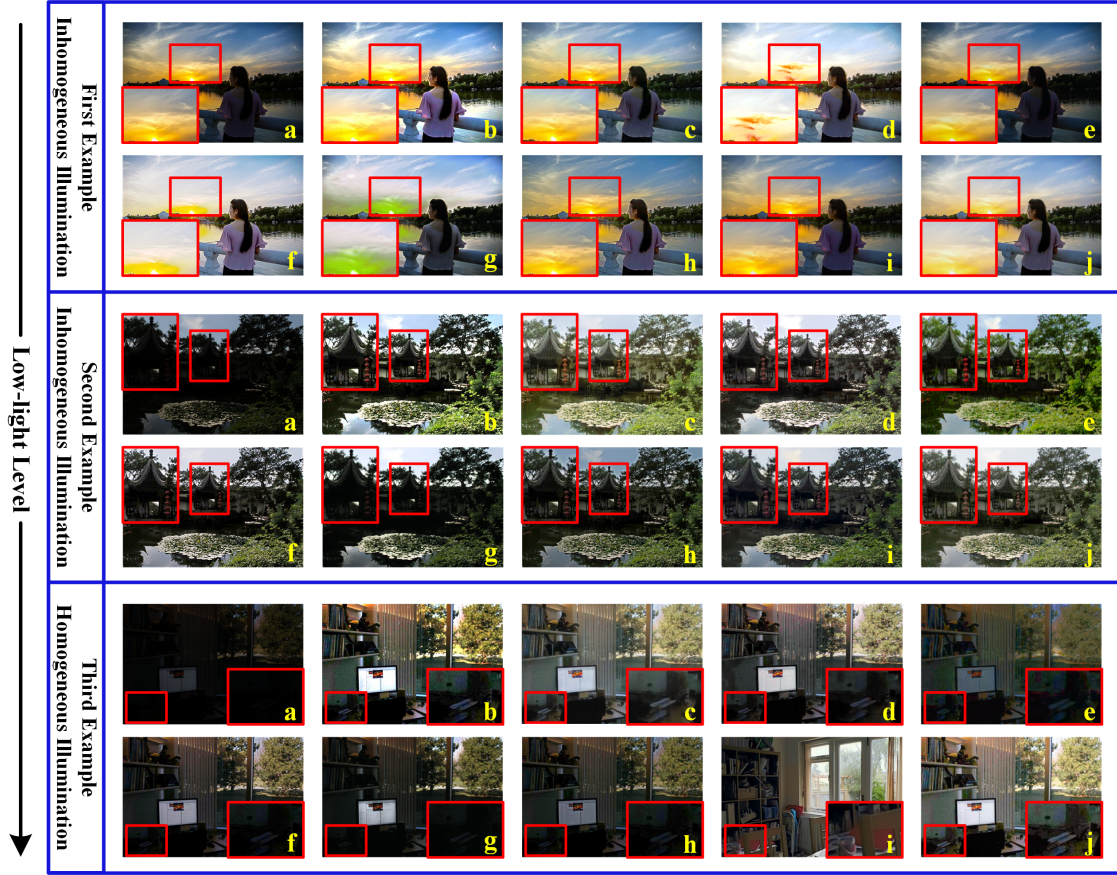 Low-light Level
First Example
Inhomogeneous Illumination
a b c d e
f g h i j
Second Example
Inhomogeneous Illumination
a b c d e
f g h i j
Third Example
Homogeneous Illumination
a b c d e
f g h i j